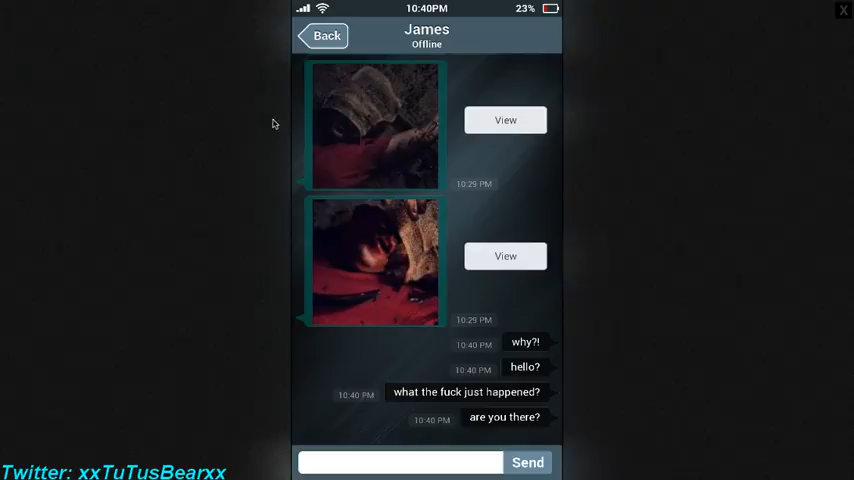 10:40PM
23%
X
Back
James
Offline
View
10:29 PM
View
10:29 PM
why?!
10:40 PM
hello?
10:40 PM
what the fuck just happened?
10:40 PM
are you there?
10:40 PM
Send
Twitter: xxTuTusBearxx